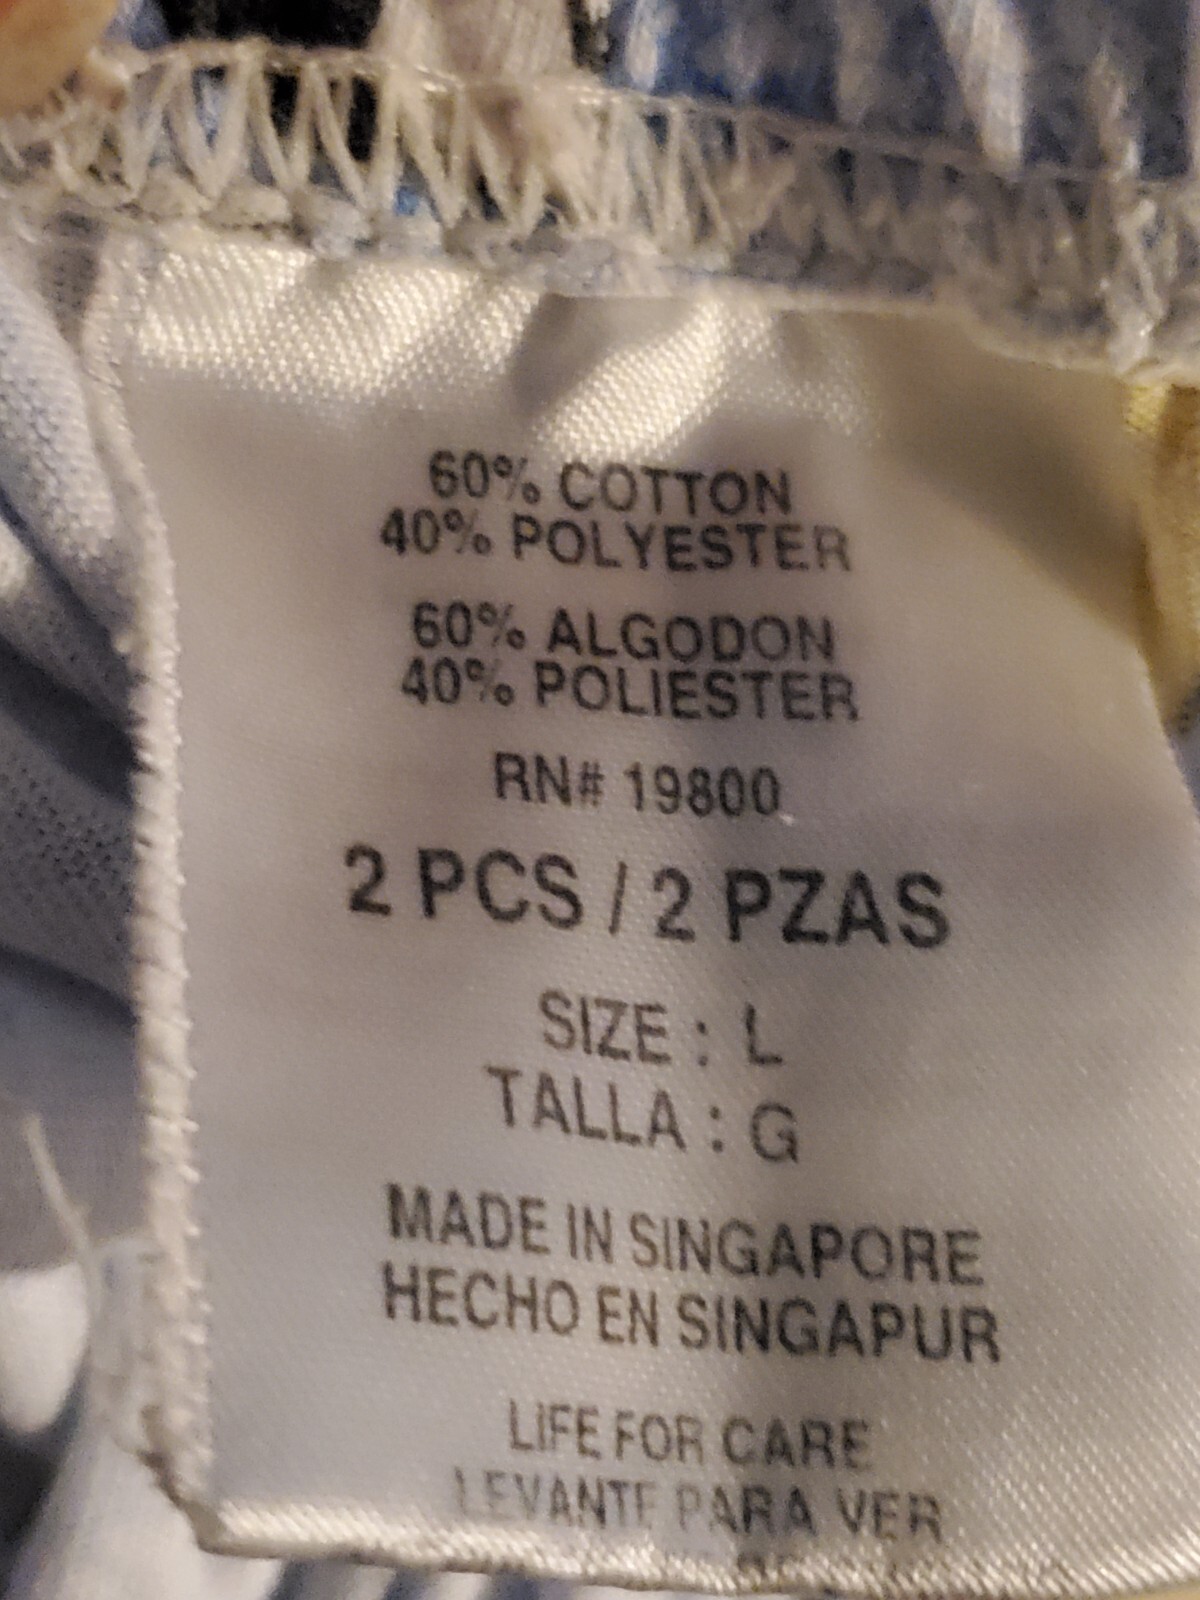 60% COTTON
40% POLYESTER
60% ALGODON
40% POLIESTER
RN# 19800
2 PCS / 2 PZAS
SIZE : L
TALLA : G
MADE IN SINGAPORE
HECHO EN SINGAPUR
LIFE FOR CARE
LEVANTE PARA VER